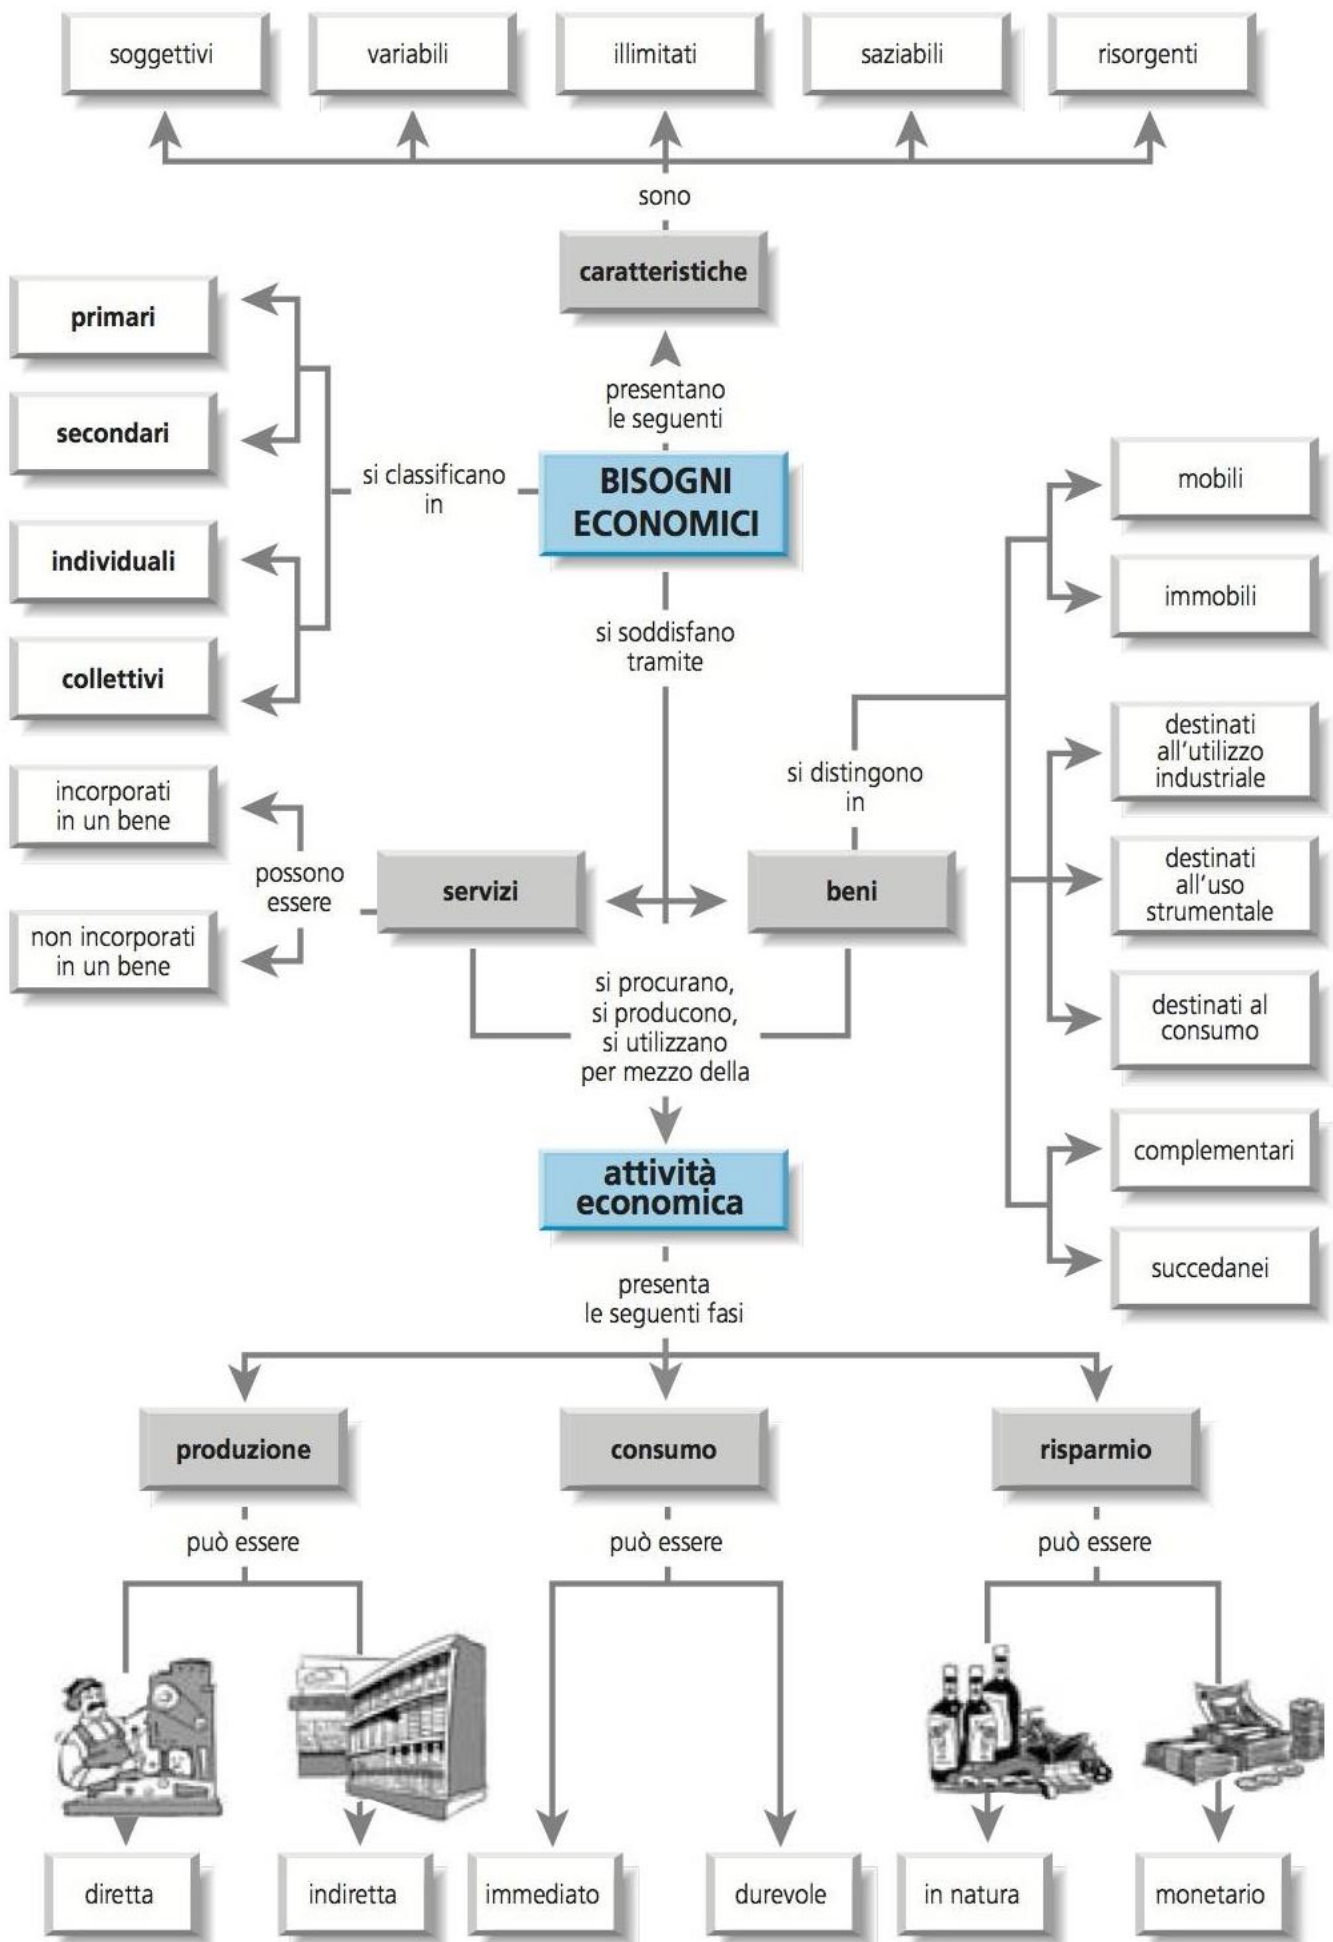 soggettivi
variabili
illimitati
saziabili
risorgenti
sono
caratteristiche
presentano
le seguenti
BISOGNI
ECONOMICI
si classificano
in
primari
secondari
individuali
collettivi
si soddisfano
tramite
servizi
possono
essere
incorporati
in un bene
non incorporati
in un bene
beni
si distingono
in
mobili
immobili
destinati
all'utilizzo
industriale
destinati
all'uso
strumentale
destinati al
consumo
complementari
succedanei
si procurano,
si producono,
si utilizzano
per mezzo della
attività
economica
presenta
le seguenti fasi
produzione
può essere
diretta
indiretta
consumo
può essere
immediato
durevole
risparmio
può essere
in natura
monetario